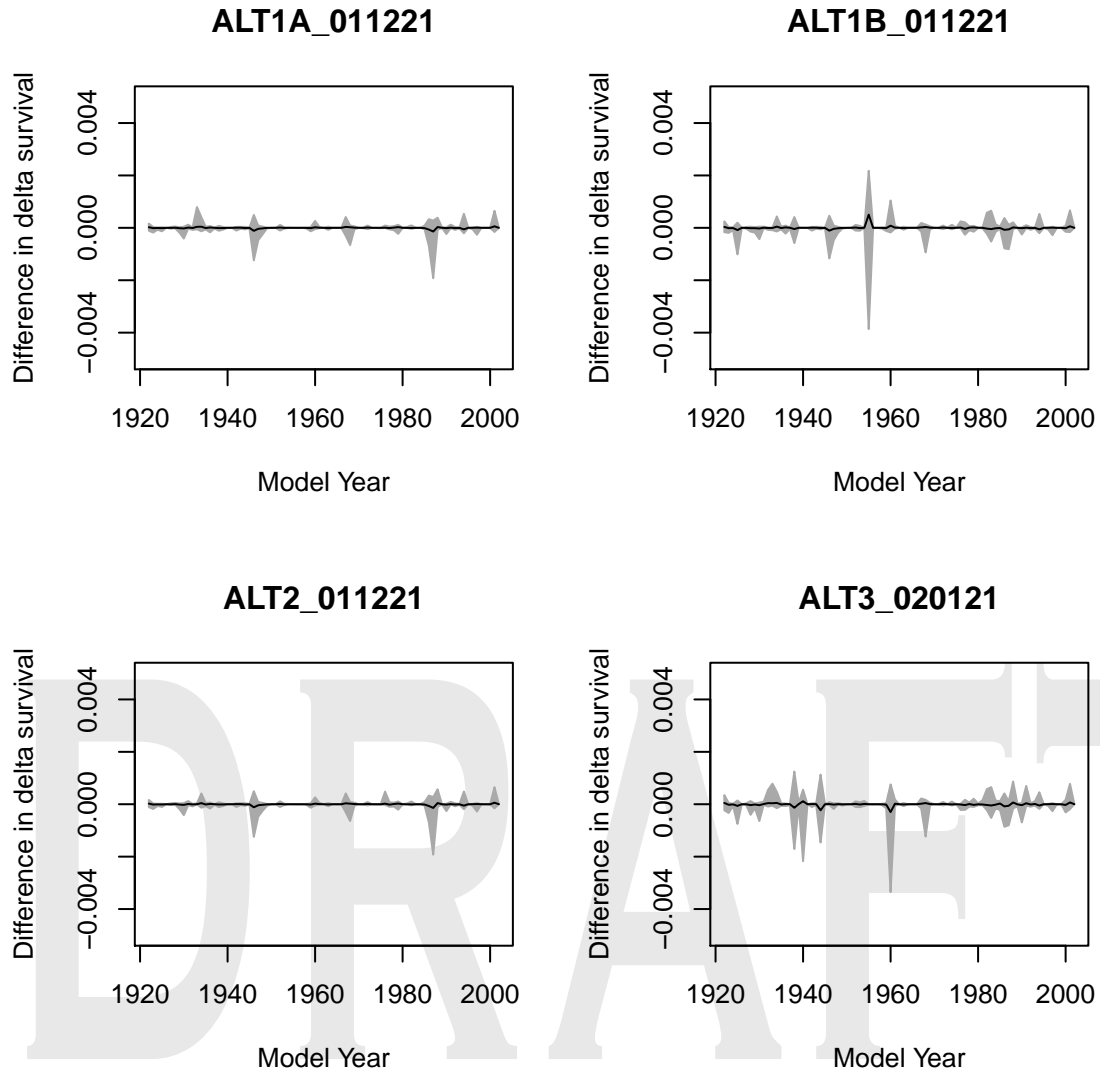 ALT1A_011221
Difference in delta survival
0.004
0.000
−0.004
1920 1940 1960 1980 2000
Model Year
ALT1B_011221
Difference in delta survival
0.004
0.000
−0.004
1920 1940 1960 1980 2000
Model Year
ALT2_011221
Difference in delta survival
0.004
0.000
−0.004
1920 1940 1960 1980 2000
Model Year
ALT3_020121
Difference in delta survival
0.004
0.000
−0.004
1920 1940 1960 1980 2000
Model Year
DRAFT